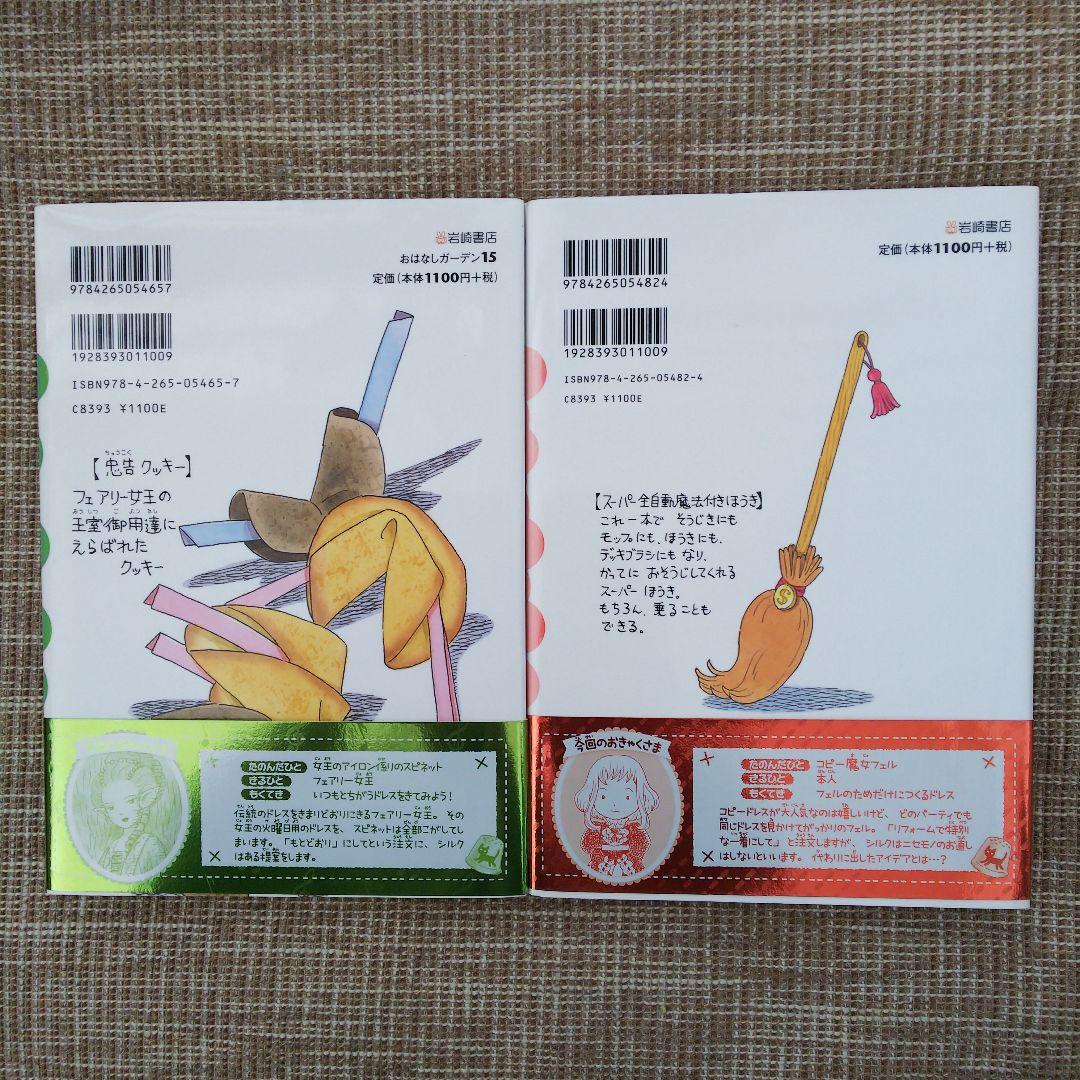 岩崎書店
おはなしガーデン15
定価(本体1100円+税)
9784265054657
1928393011009
ISBN978-4-265-05465-7
C8393 ¥1100E
【忠告クッキー】
ちゅうこく
フェアリー女王の
王室御用達に
おうしつ ご よう たし
えらばれた
クッキー
たのんだひと 女王のアイロン係りのスピネット
きるひと フェアリー女王
もくてき いつもとちがうドレスをきてみよう!
伝統のドレスをきまりどおりにきるフェアリー女王。その
女王の火曜日用のドレスを、スピネットは全部こがしてし
まいます。「もとどおり」にしてという注文に、シルク
はある提案をします。
岩崎書店
定価(本体1100円+税)
9784265054824
1928393011009
ISBN978-4-265-05482-4
C8393 ¥1100E
【スーパー全自動魔法付きほうき】
これ一本で そうじきにも
モップにも、ほうきにも、
デッキブラシにも なり、
かってに おそうじしてくれる
スーパー ほうき。
もちろん、乗ることも
できる。
今回のおきゃくさま
たのんだひと コピー魔女フェル
きるひと 本人
もくてき フェルのためだけにつくるドレス
コピードレスが大人気なのは嬉しいけど、どのパーティでも
同じドレスを見かけてがっかりのフェル。「リフォームで特別
な一着にして」と注文しますが、シルクはニセモノのお直し
はしないといいます。代わりに出したアイデアとは…?